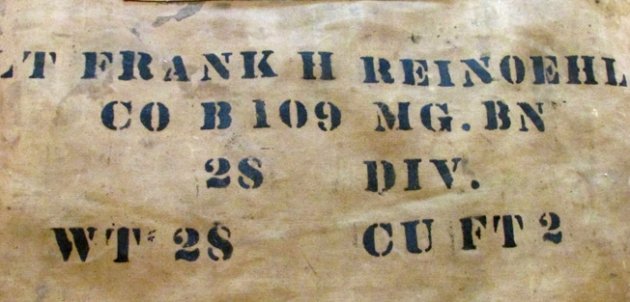 LT FRANK H REINOEHL
CO B 109 MG. BN
28 DIV.
WT 28 CU FT 2